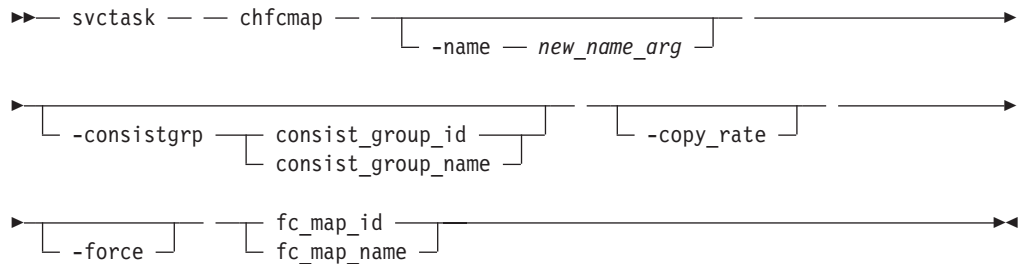 svctask chfcmap
-name new_name_arg
-consistgrp consist_group_id -copy_rate
consist_group_name
fc_map_id
-force fc_map_name